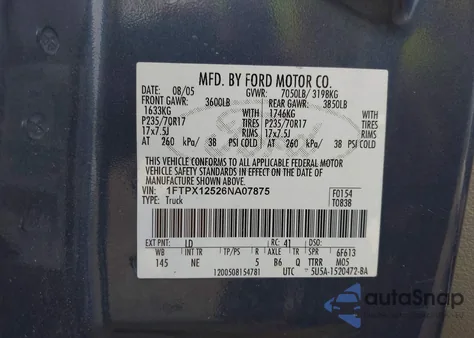 MFD. BY FORD MOTOR CO.
DATE: 08/05 GVWR: 7050LB/ 3198KG
FRONT GAWR: 3600LB REAR GAWR: 3850LB
1633KG WITH 1746KG WITH
P235/70R17 TIRES P235/70R17 TIRES
17x7.5J RIMS 17x7.5J RIMS
AT 260 kPa/ 38 PSI COLD AT 260 kPa/ 38 PSI COLD
THIS VEHICLE CONFORMS TO ALL APPLICABLE FEDERAL MOTOR
VEHICLE SAFETY STANDARDS IN EFFECT ON THE DATE OF
MANUFACTURE SHOWN ABOVE.
VIN: 1FTPX12526NA07875 F0154
TYPE: Truck T0838
EXT PNT: LD RC: 41 DSO:
WB INT TR TP/PS R AXLE TR SPR 6F613
145 NE 5 B6 Q TTRR M05
1200508154781 UTC 5U5A-1520472-BA
autoSnap